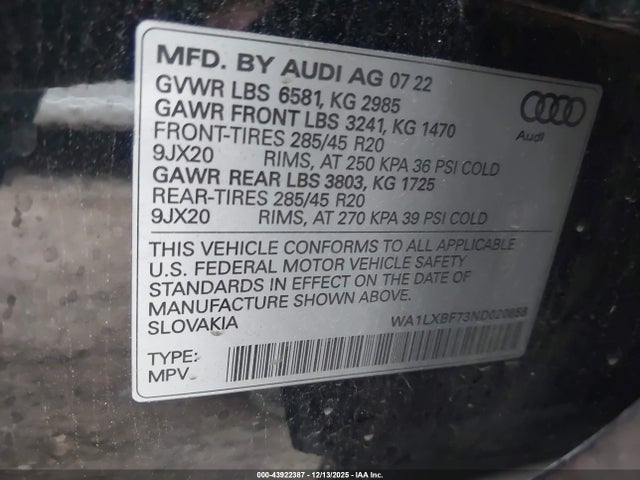 MFD. BY AUDI AG 07 22
GVWR LBS 6581, KG 2985
GAWR FRONT LBS 3241, KG 1470
FRONT-TIRES 285/45 R20
9JX20 RIMS, AT 250 KPA 36 PSI COLD
GAWR REAR LBS 3803, KG 1725
REAR-TIRES 285/45 R20
9JX20 RIMS, AT 270 KPA 39 PSI COLD
Audi
THIS VEHICLE CONFORMS TO ALL APPLICABLE
U.S. FEDERAL MOTOR VEHICLE SAFETY
STANDARDS IN EFFECT ON THE DATE OF
MANUFACTURE SHOWN ABOVE.
SLOVAKIA
WA1LXBF73ND020858
TYPE:
MPV
000-43922387 - 12/13/2025 - IAA Inc.